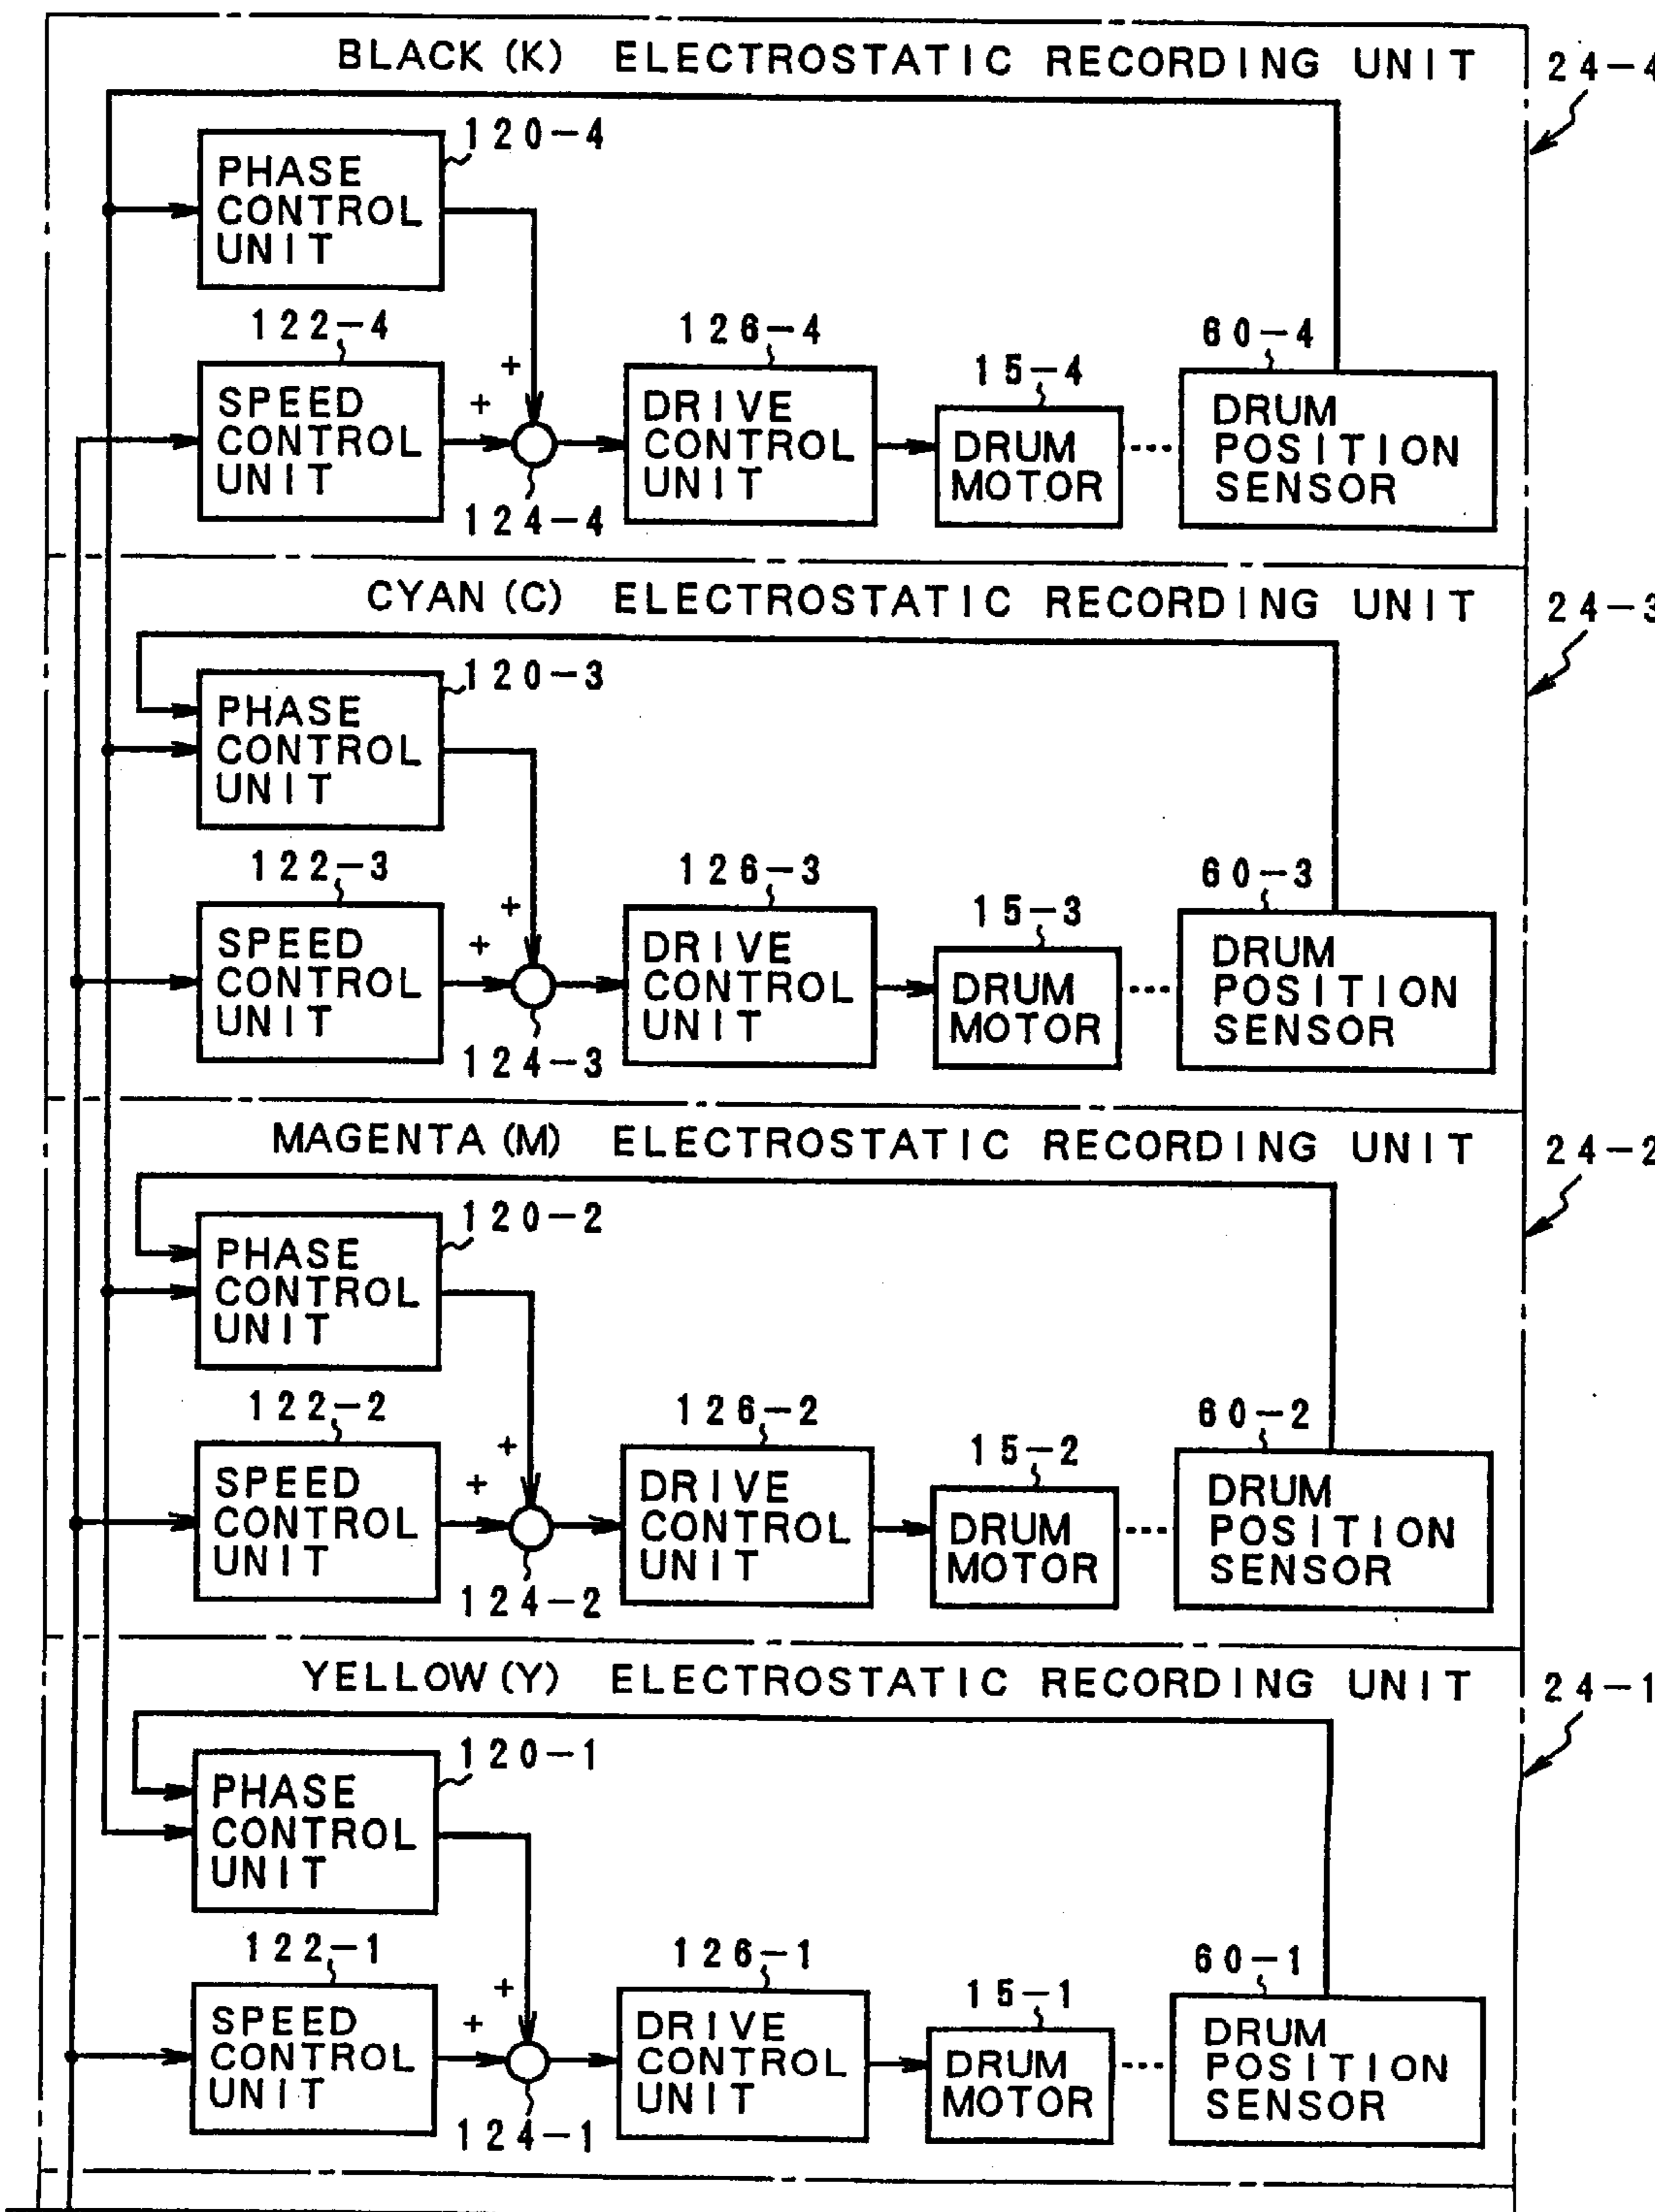 BLACK (K) ELECTROSTATIC RECORDING UNIT
24-4
120-4
PHASE
CONTROL
UNIT
122-4
126-4
60-4
15-4
+
+
SPEED
CONTROL
UNIT
DRIVE
CONTROL
UNIT
DRUM
MOTOR
DRUM
POSITION
SENSOR
124-4
CYAN (C) ELECTROSTATIC RECORDING UNIT
24-3
120-3
PHASE
CONTROL
UNIT
122-3
126-3
60-3
15-3
+
+
SPEED
CONTROL
UNIT
DRIVE
CONTROL
UNIT
DRUM
MOTOR
DRUM
POSITION
SENSOR
124-3
MAGENTA (M) ELECTROSTATIC RECORDING UNIT
24-2
120-2
PHASE
CONTROL
UNIT
122-2
126-2
60-2
15-2
+
+
SPEED
CONTROL
UNIT
DRIVE
CONTROL
UNIT
DRUM
MOTOR
DRUM
POSITION
SENSOR
124-2
YELLOW (Y) ELECTROSTATIC RECORDING UNIT
24-1
120-1
PHASE
CONTROL
UNIT
122-1
126-1
60-1
15-1
+
+
SPEED
CONTROL
UNIT
DRIVE
CONTROL
UNIT
DRUM
MOTOR
DRUM
POSITION
SENSOR
124-1